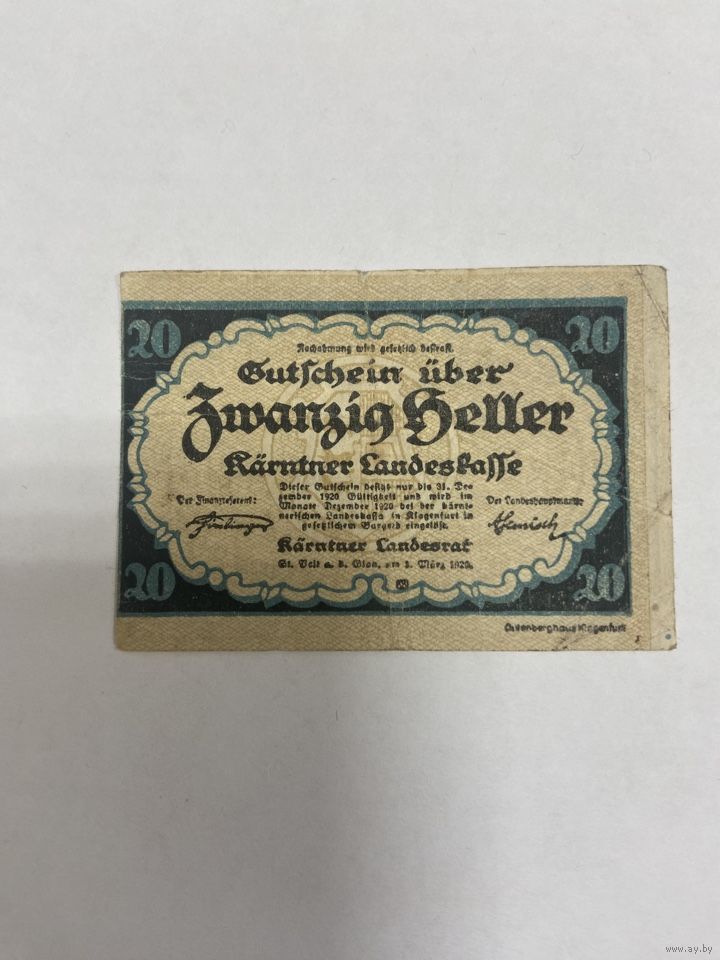 20 20
Nachahmung wird gesetzlich bestraft.
Gutschein über
Zwanzig Heller
Kärntner Landeskasse
Dieser Gutschein besitzt nur bis 31. De=
zember 1920 Gültigkeit und wird im
Monate Dezember 1920 bei der kärnt=
nerischen Landeskassa in Klagenfurt in
gesetzlichem Bargeld eingelöst.
Der Finanzreferent: Der Landeshauptmann:
Kärntner Landesrat
St. Veit a. d. Glan, am 1. März 1920.
20 20
Gutenberghaus Klagenfurt
www.ay.by